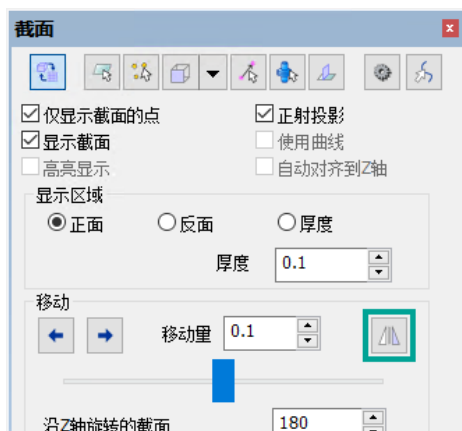 截面
仅显示截面的点 正射投影
显示截面 使用曲线
高亮显示 自动对齐到Z轴
显示区域
正面 反面 厚度
厚度 0.1
移动
移动量 0.1
沿Z轴旋转的截面 180